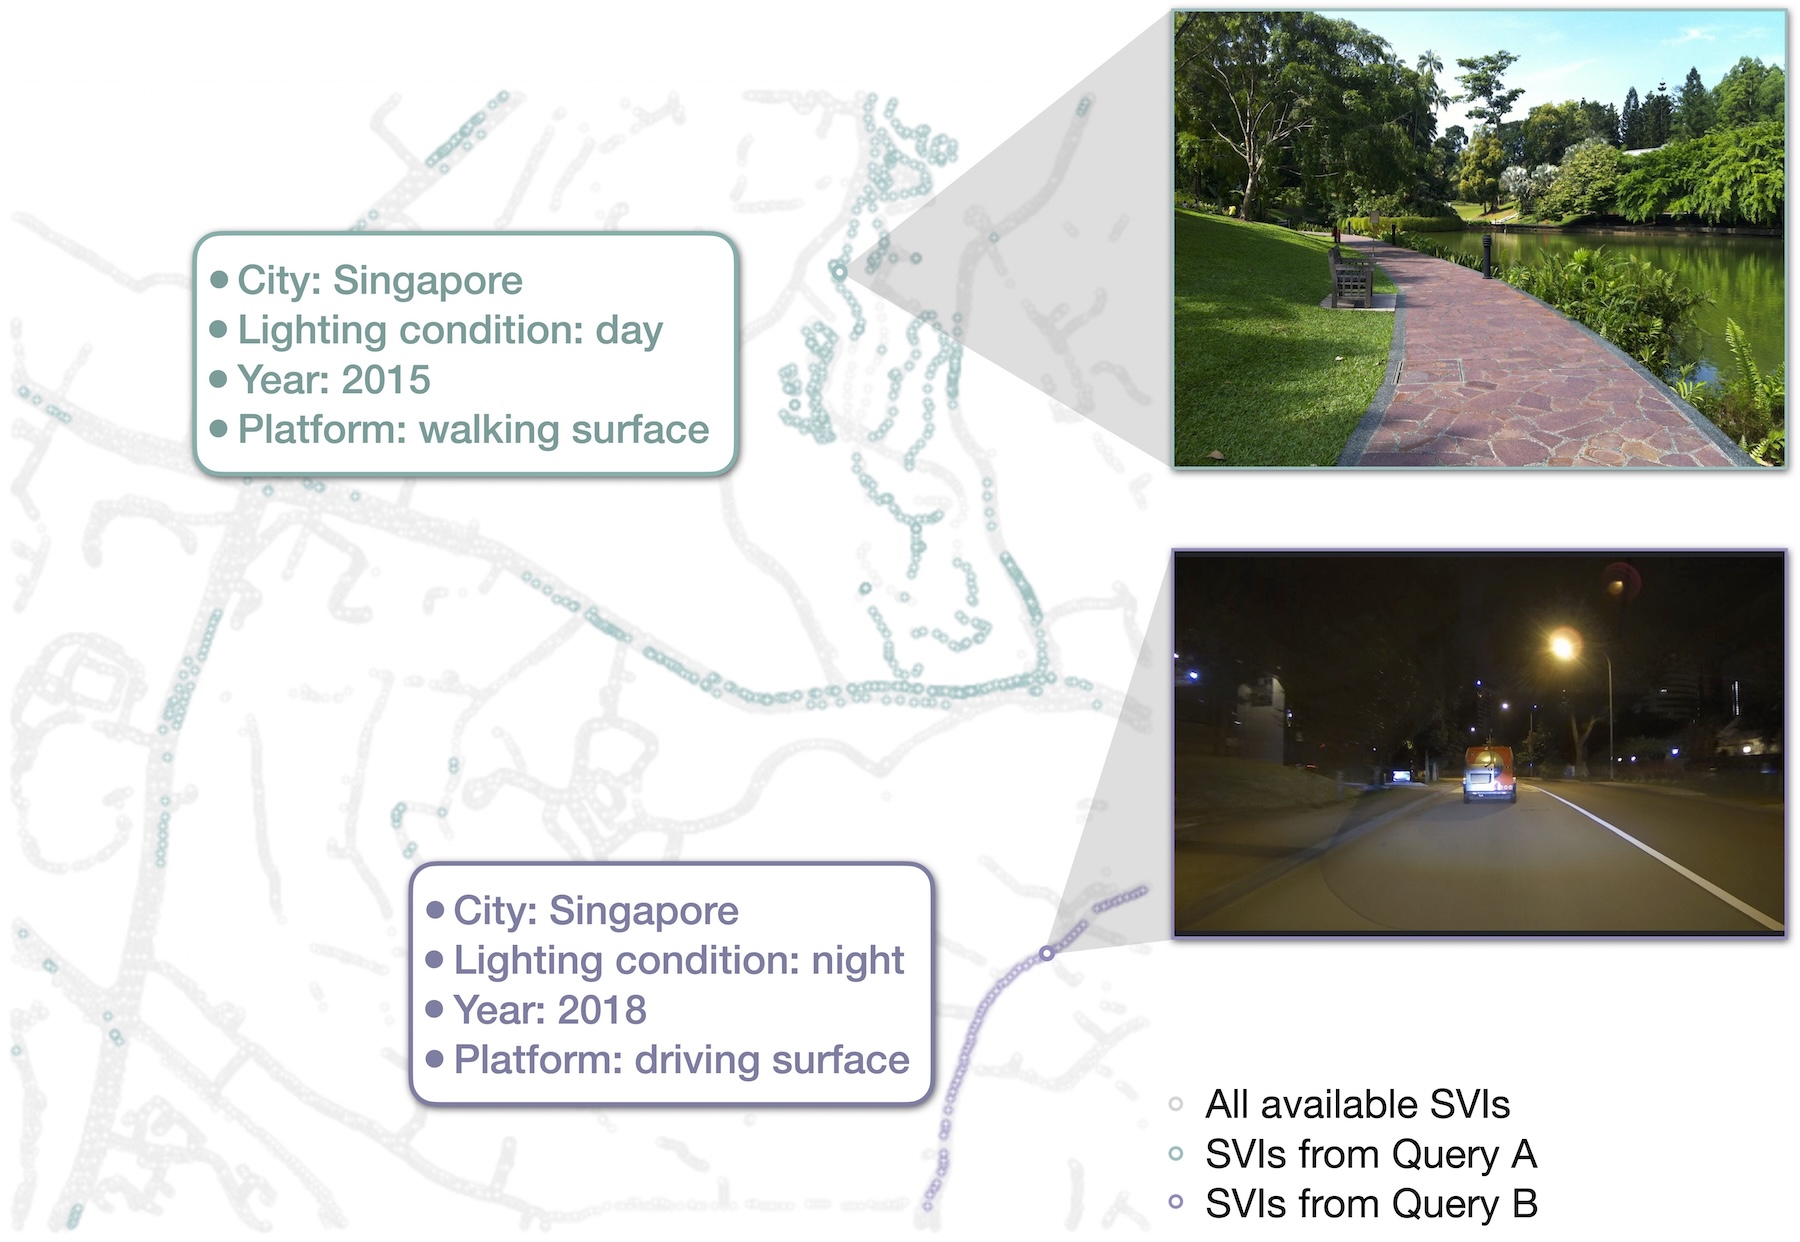 • City: Singapore
• Lighting condition: day
• Year: 2015
• Platform: walking surface
• City: Singapore
• Lighting condition: night
• Year: 2018
• Platform: driving surface
All available SVIs
SVIs from Query A
SVIs from Query B